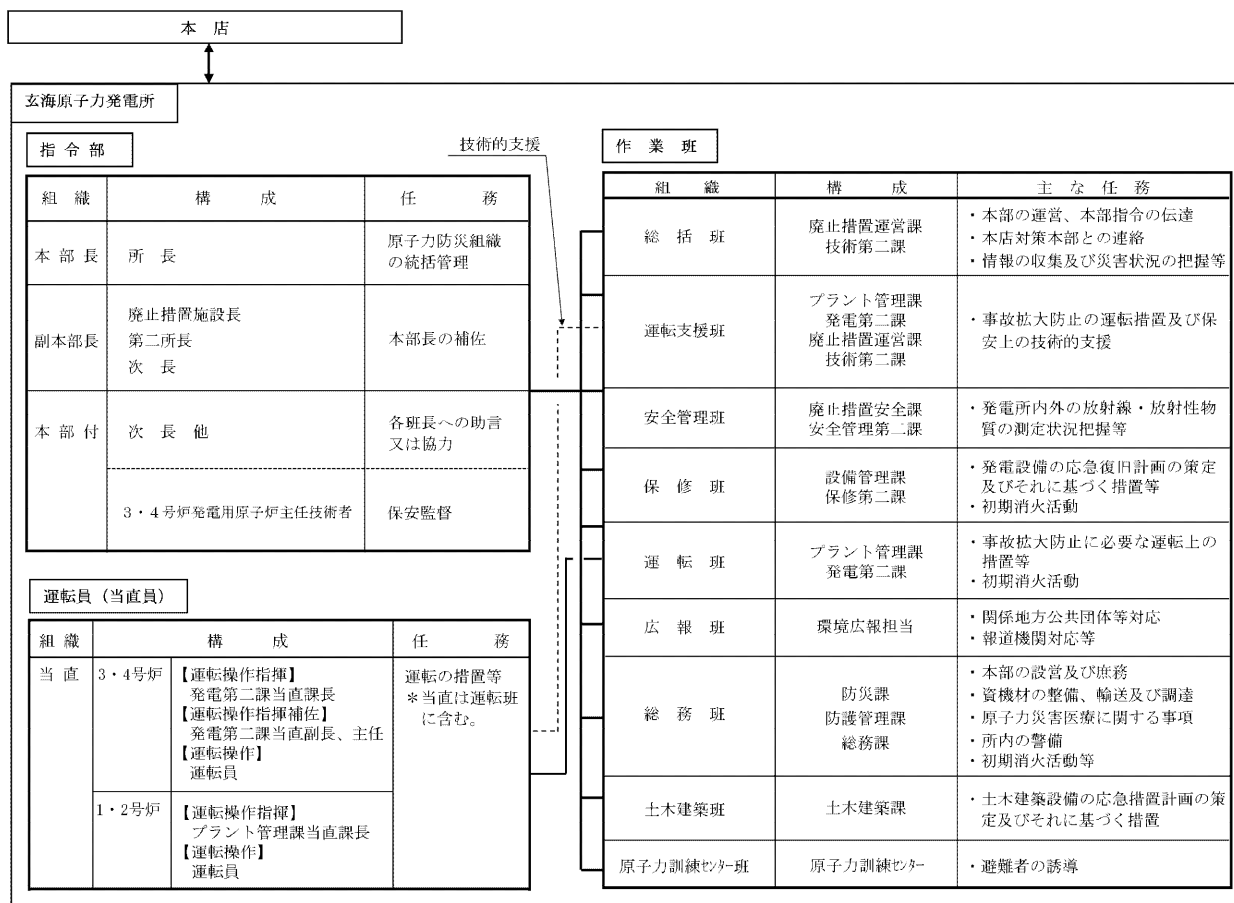 本店
玄海原子力発電所
指令部
組織 構成 任務
本部長 所長 原子力防災組織
の統括管理
副本部長 廃止措置施設長
第二所長
次長
本部長の補佐
本部付 次長他 各班長への助言
又は協力
3・4号炉発電用原子炉主任技術者 保安監督
運転員(当直員)
組織 構成 任務
当直 3・4号炉 【運転操作指揮】
発電第二課当直課長
【運転操作指揮補佐】
発電第二課当直副長、主任
【運転操作】
運転員
運転の措置等
*当直は運転班
に含む。
1・2号炉 【運転操作指揮】
プラント管理課当直課長
【運転操作】
運転員
技術的支援
作業班
組織 構成 主な任務
総括班 廃止措置運営課
技術第二課
・本部の運営、本部指令の伝達
・本店対策本部との連絡
・情報の収集及び災害状況の把握等
運転支援班 プラント管理課
発電第二課
廃止措置運営課
技術第二課
・事故拡大防止の運転措置及び保
安上の技術的支援
安全管理班 廃止措置安全課
安全管理第二課
・発電所内外の放射線・放射性物
質の測定状況把握等
保修班 設備管理課
保修第二課
・発電設備の応急復旧計画の策定
及びそれに基づく措置等
・初期消火活動
運転班 プラント管理課
発電第二課
・事故拡大防止に必要な運転上の
措置等
・初期消火活動
広報班 環境広報担当 ・関係地方公共団体等対応
・報道機関対応等
総務班 防災課
防護管理課
総務課
・本部の設営及び庶務
・資機材の整備、輸送及び調達
・原子力災害医療に関する事項
・所内の警備
・初期消火活動等
土木建築班 土木建築課 ・土木建築設備の応急措置計画の策
定及びそれに基づく措置
原子力訓練センター班 原子力訓練センター ・避難者の誘導